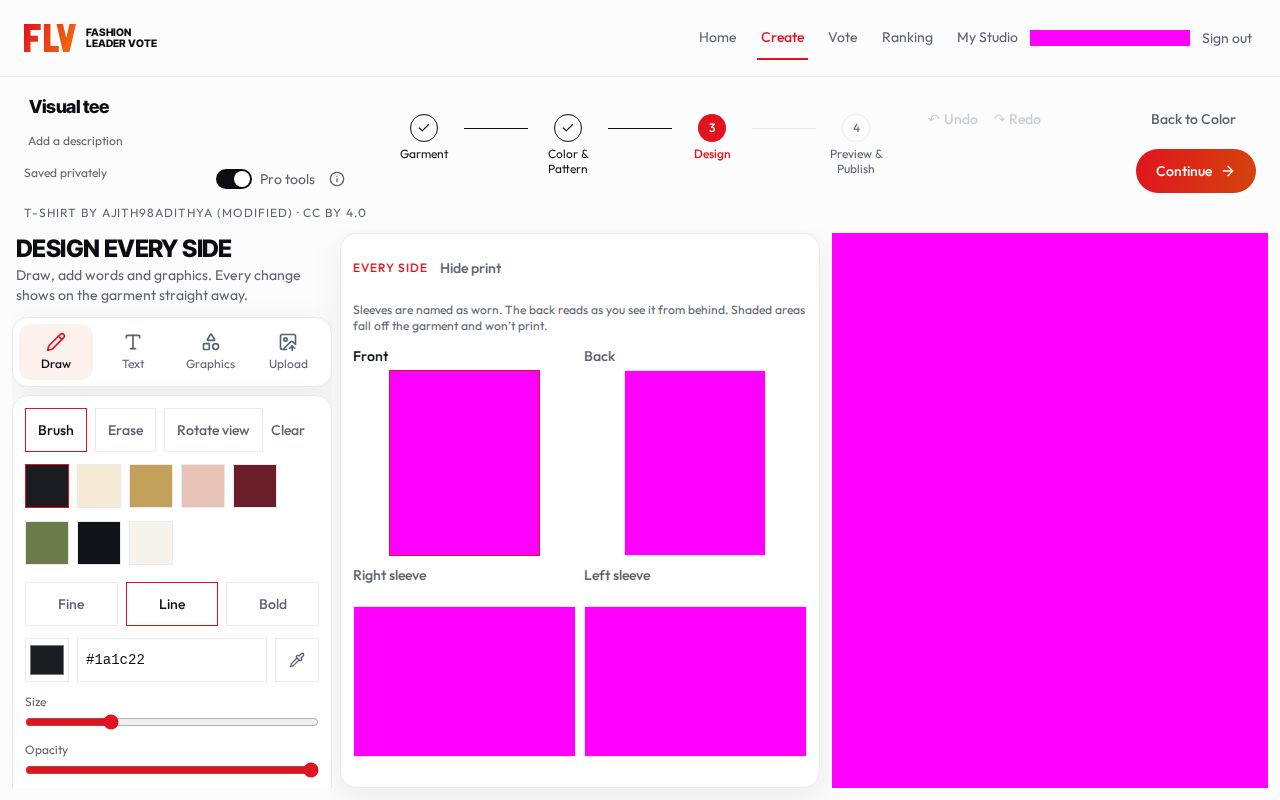 FLV FASHION
LEADER VOTE
Home Create Vote Ranking My Studio Sign out
Visual tee
Add a description
Saved privately
Pro tools
Garment
Color &
Pattern
3
Design
4
Preview &
Publish
↶ Undo ↷ Redo
Back to Color
Continue →
T-SHIRT BY AJITH98ADITHYA (MODIFIED) · CC BY 4.0
DESIGN EVERY SIDE
Draw, add words and graphics. Every change
shows on the garment straight away.
Draw Text Graphics Upload
Brush Erase Rotate view Clear
Fine Line Bold
#1a1c22
Size
Opacity
EVERY SIDE Hide print
Sleeves are named as worn. The back reads as you see it from behind. Shaded areas
fall off the garment and won't print.
Front Back
Right sleeve Left sleeve